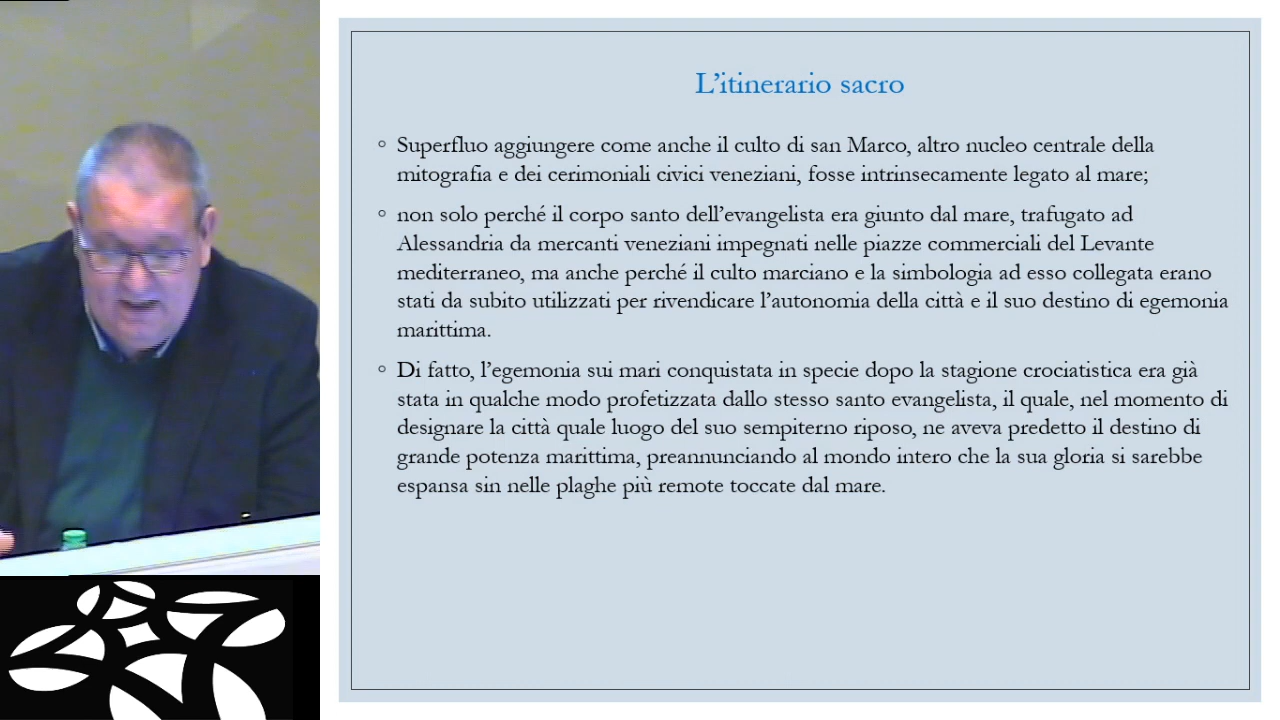 L’itinerario sacro
◦ Superfluo aggiungere come anche il culto di san Marco, altro nucleo centrale della
mitografia e dei cerimoniali civici veneziani, fosse intrinsecamente legato al mare;
◦ non solo perché il corpo santo dell’evangelista era giunto dal mare, trafugato ad
Alessandria da mercanti veneziani impegnati nelle piazze commerciali del Levante
mediterraneo, ma anche perché il culto marciano e la simbologia ad esso collegata erano
stati da subito utilizzati per rivendicare l’autonomia della città e il suo destino di egemonia
marittima.
◦ Di fatto, l’egemonia sui mari conquistata in specie dopo la stagione crociatistica era già
stata in qualche modo profetizzata dallo stesso santo evangelista, il quale, nel momento di
designare la città quale luogo del suo sempiterno riposo, ne aveva predetto il destino di
grande potenza marittima, preannunciando al mondo intero che la sua gloria si sarebbe
espansa sin nelle plaghe più remote toccate dal mare.